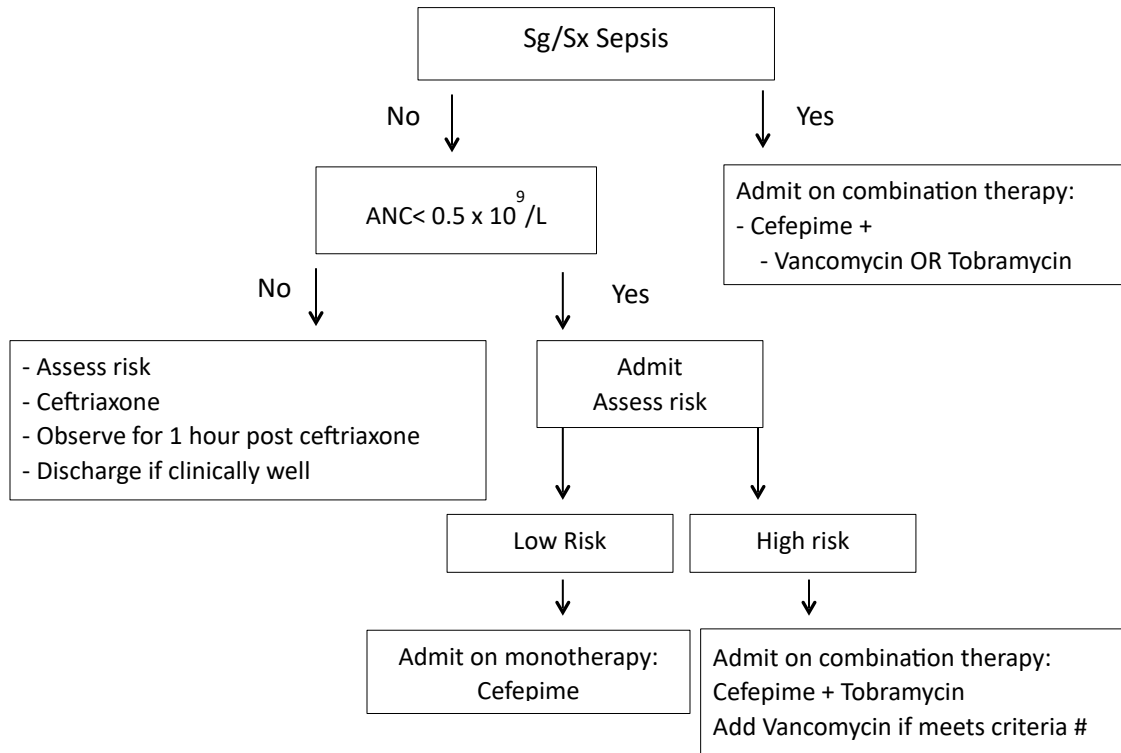 Sg/Sx Sepsis
No
Yes
ANC< 0.5 x 10⁹/L
Admit on combination therapy:
- Cefepime +
- Vancomycin OR Tobramycin
No
Yes
- Assess risk
- Ceftriaxone
- Observe for 1 hour post ceftriaxone
- Discharge if clinically well
Admit
Assess risk
Low Risk
High risk
Admit on monotherapy:
Cefepime
Admit on combination therapy:
Cefepime + Tobramycin
Add Vancomycin if meets criteria #